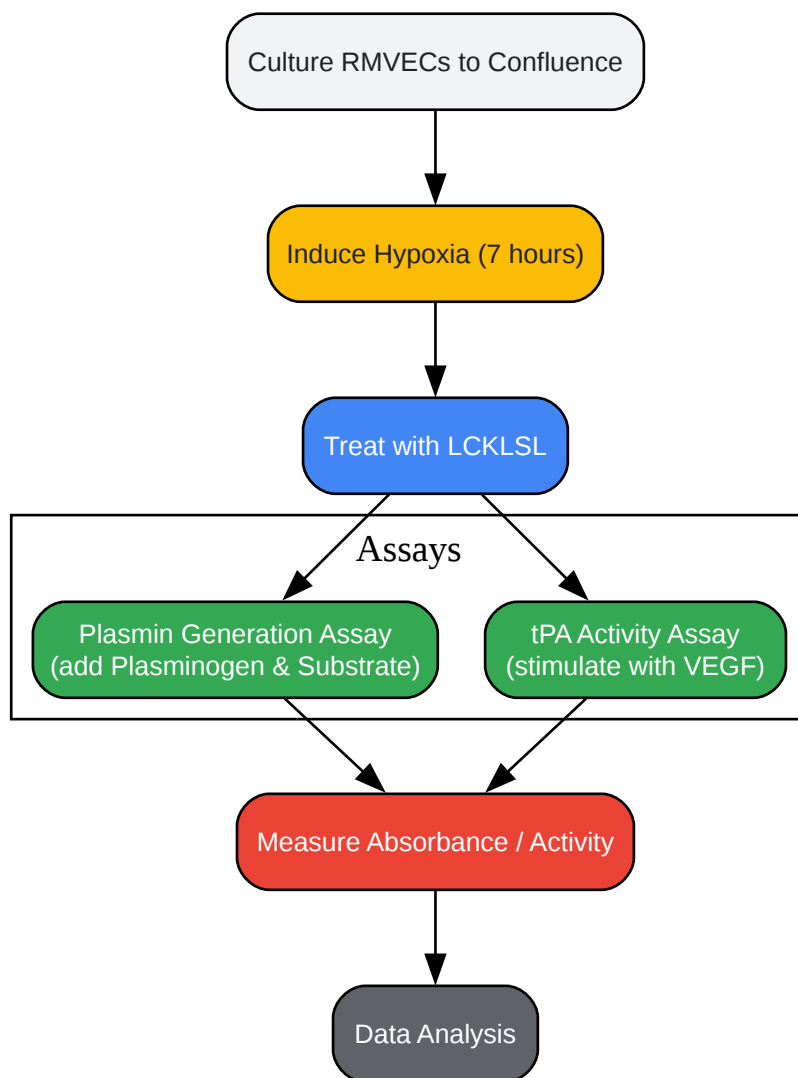 Culture RMVECs to Confluence
Induce Hypoxia (7 hours)
Treat with LCKLSL
Assays
Plasmin Generation Assay
(add Plasminogen & Substrate)
tPA Activity Assay
(stimulate with VEGF)
Measure Absorbance / Activity
Data Analysis